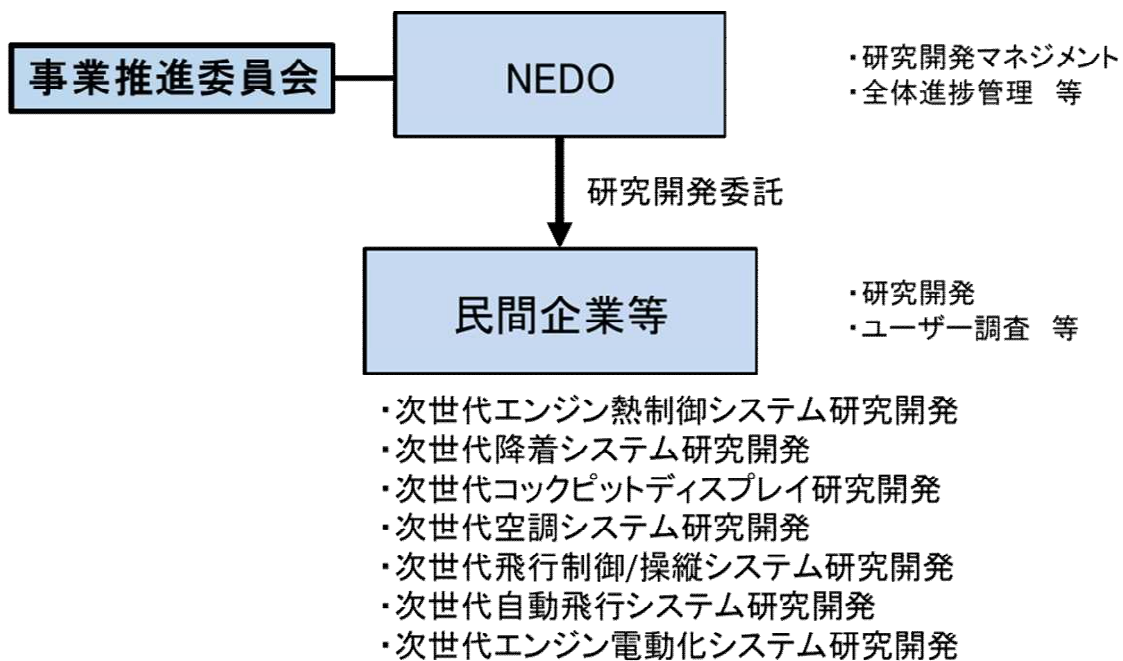 事業推進委員会
NEDO
・研究開発マネジメント
・全体進捗管理　等
研究開発委託
民間企業等
・研究開発
・ユーザー調査　等
・次世代エンジン熱制御システム研究開発
・次世代降着システム研究開発
・次世代コックピットディスプレイ研究開発
・次世代空調システム研究開発
・次世代飛行制御/操縦システム研究開発
・次世代自動飛行システム研究開発
・次世代エンジン電動化システム研究開発